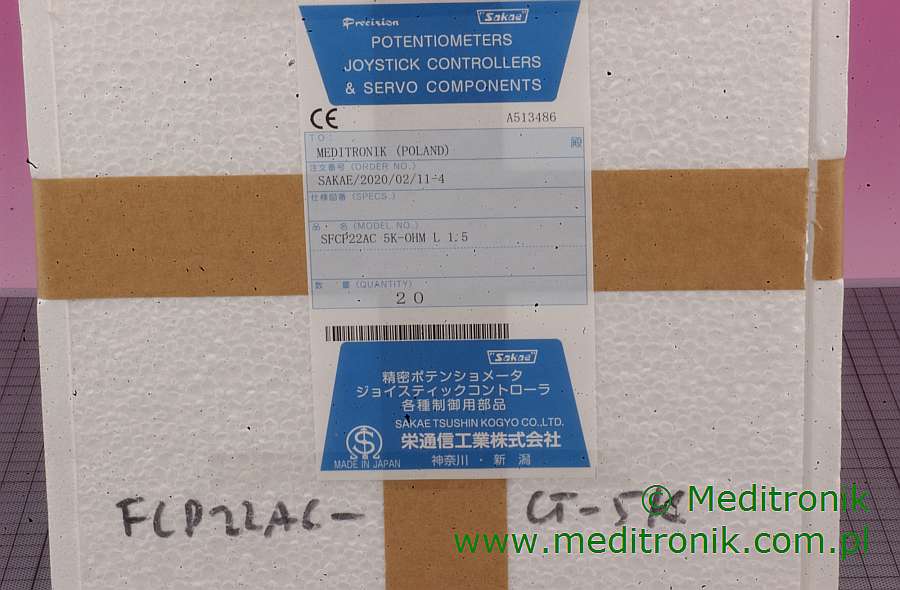 Precision Sakae
POTENTIOMETERS
JOYSTICK CONTROLLERS
& SERVO COMPONENTS
CE A513486
TO: 殿
MEDITRONIK (POLAND)
注文番号 (ORDER NO.)
SAKAE/2020/02/11-4
仕様図番 (SPECS.)
品 名 (MODEL NO.)
SFCP22AC 5K-OHM L 1.5
数 量 (QUANTITY)
20
Sakae
精密ポテンショメータ
ジョイスティックコントローラ
各種制御用部品
SAKAE TSUSHIN KOGYO CO.,LTD.
栄通信工業株式会社
MADE IN JAPAN 神奈川・新潟
FCP22AC- CT-5K
© Meditronik
www.meditronik.com.pl